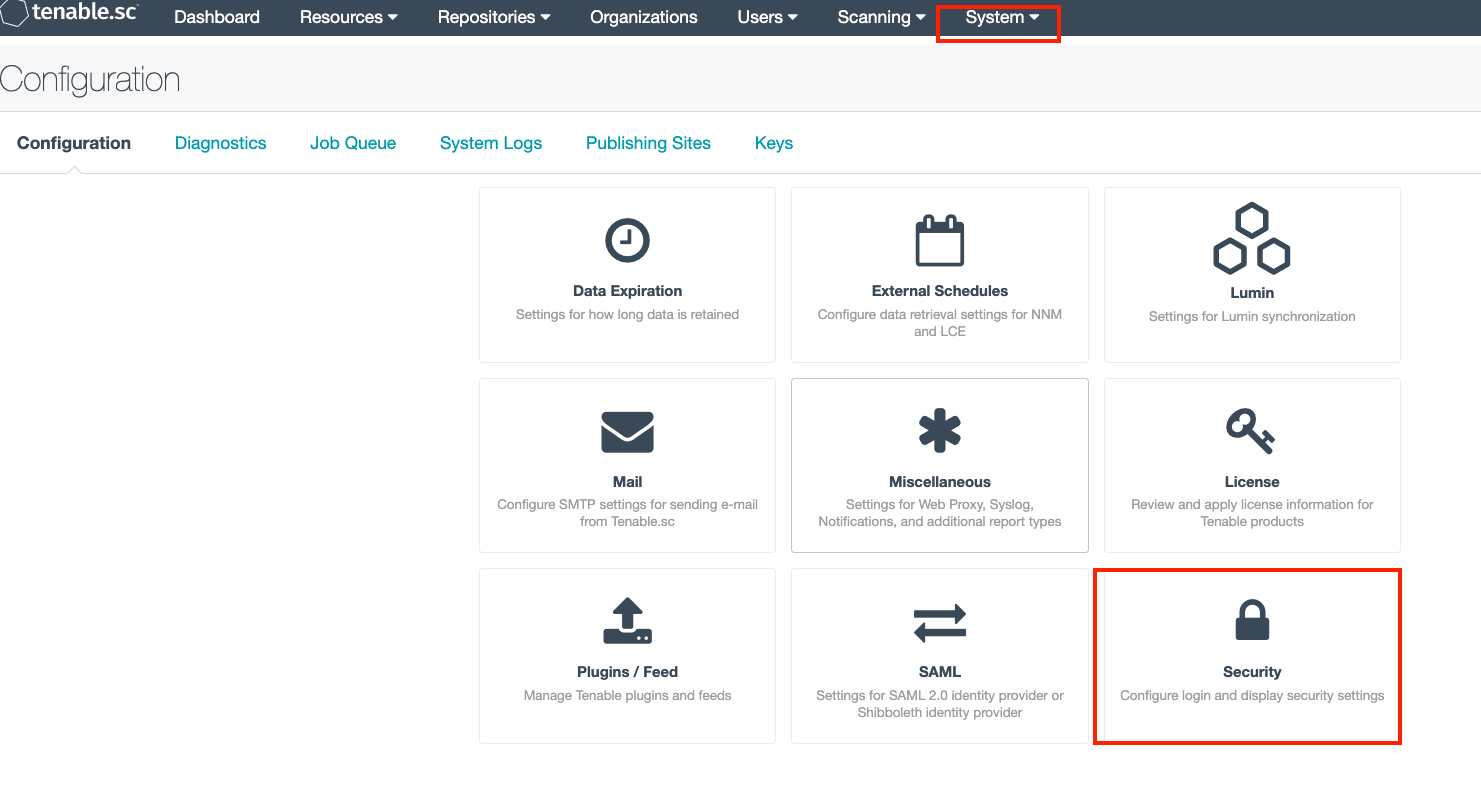 tenable.sc Dashboard Resources Repositories Organizations Users Scanning System
Configuration
Configuration Diagnostics Job Queue System Logs Publishing Sites Keys
Data Expiration
Settings for how long data is retained
External Schedules
Configure data retrieval settings for NNM
and LCE
Lumin
Settings for Lumin synchronization
Mail
Configure SMTP settings for sending e-mail
from Tenable.sc
Miscellaneous
Settings for Web Proxy, Syslog,
Notifications, and additional report types
License
Review and apply license information for
Tenable products
Plugins / Feed
Manage Tenable plugins and feeds
SAML
Settings for SAML 2.0 identity provider or
Shibboleth identity provider
Security
Configure login and display security settings